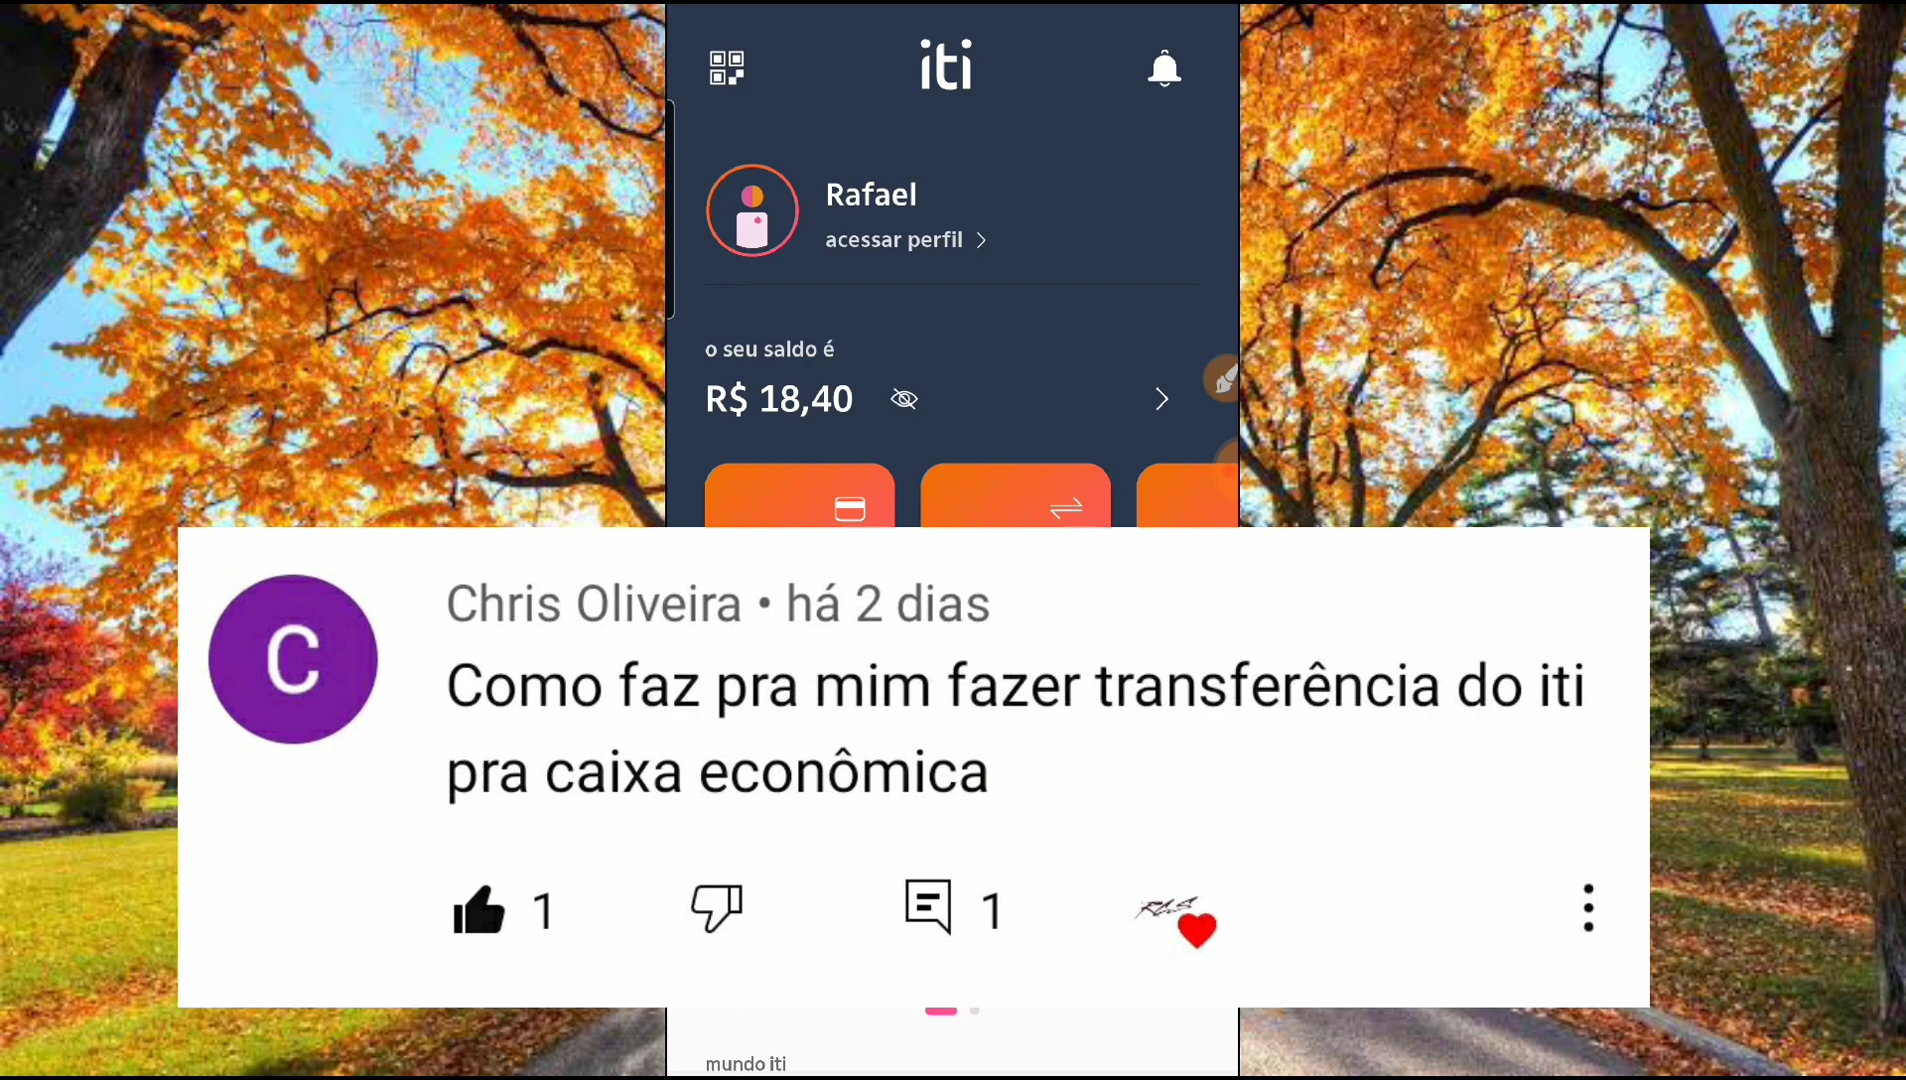 iti
Rafael
acessar perfil
o seu saldo é
R$ 18,40
C
Chris Oliveira • há 2 dias
Como faz pra mim fazer transferência do iti
pra caixa econômica
1
1
RCS
mundo iti